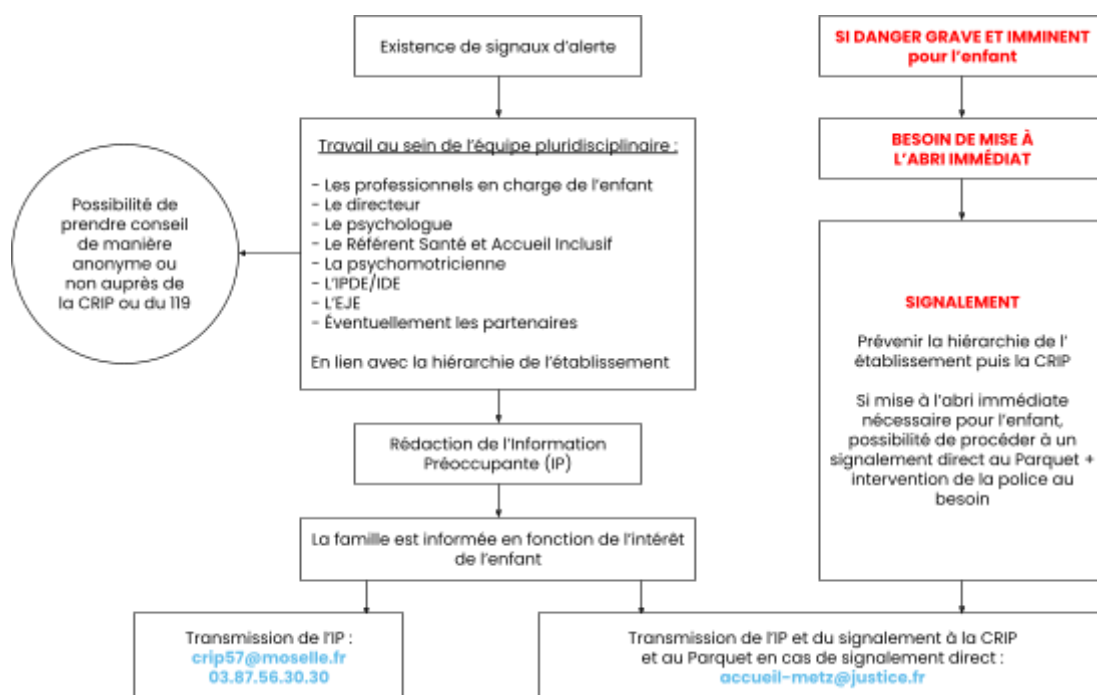 Existence de signaux d'alerte
Travail au sein de l'équipe pluridisciplinaire :
- Les professionnels en charge de l'enfant
- Le directeur
- Le psychologue
- Le Référent Santé et Accueil Inclusif
- La psychomotricienne
- L'IPDE/IDE
- L'EJE
- Éventuellement les partenaires
En lien avec la hiérarchie de l'établissement
Possibilité de
prendre conseil
de manière
anonyme ou
non auprès de
la CRIP ou du 119
Rédaction de l'Information
Préoccupante (IP)
La famille est informée en fonction de l'intérêt
de l'enfant
Transmission de l'IP :
crip57@moselle.fr
03.87.56.30.30
SI DANGER GRAVE ET IMMINENT
pour l'enfant
BESOIN DE MISE À
L'ABRI IMMÉDIAT
SIGNALEMENT
Prévenir la hiérarchie de l'
établissement puis la CRIP
Si mise à l'abri immédiate
nécessaire pour l'enfant,
possibilité de procéder à un
signalement direct au Parquet +
intervention de la police au
besoin
Transmission de l'IP et du signalement à la CRIP
et au Parquet en cas de signalement direct :
accueil-metz@justice.fr